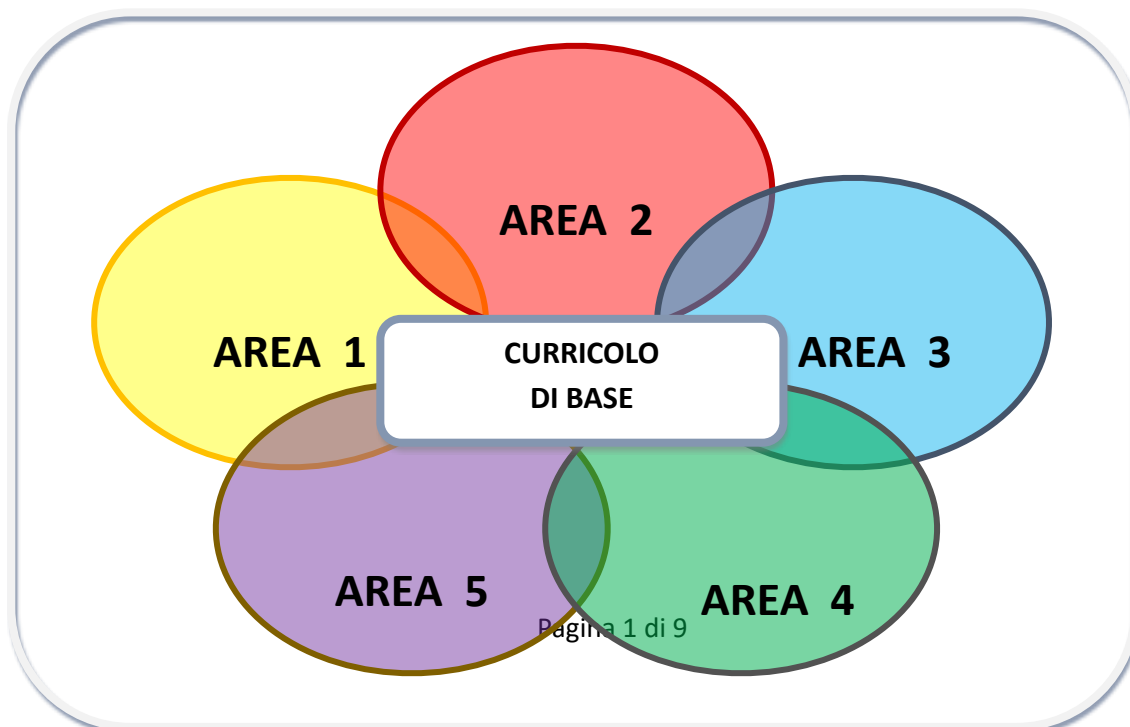 AREA 2
AREA 1
CURRICOLO
DI BASE
AREA 3
AREA 5
AREA 4
Pagina 1 di 9